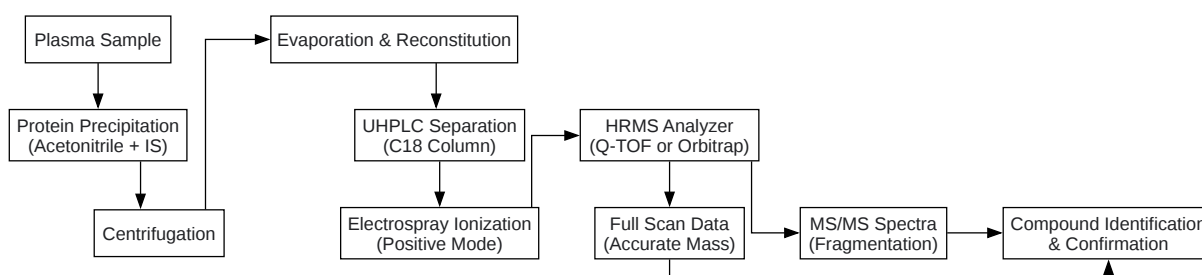 Plasma Sample
Protein Precipitation
(Acetonitrile + IS)
Centrifugation
Evaporation & Reconstitution
UHPLC Separation
(C18 Column)
Electrospray Ionization
(Positive Mode)
HRMS Analyzer
(Q-TOF or Orbitrap)
Full Scan Data
(Accurate Mass)
MS/MS Spectra
(Fragmentation)
Compound Identification
& Confirmation